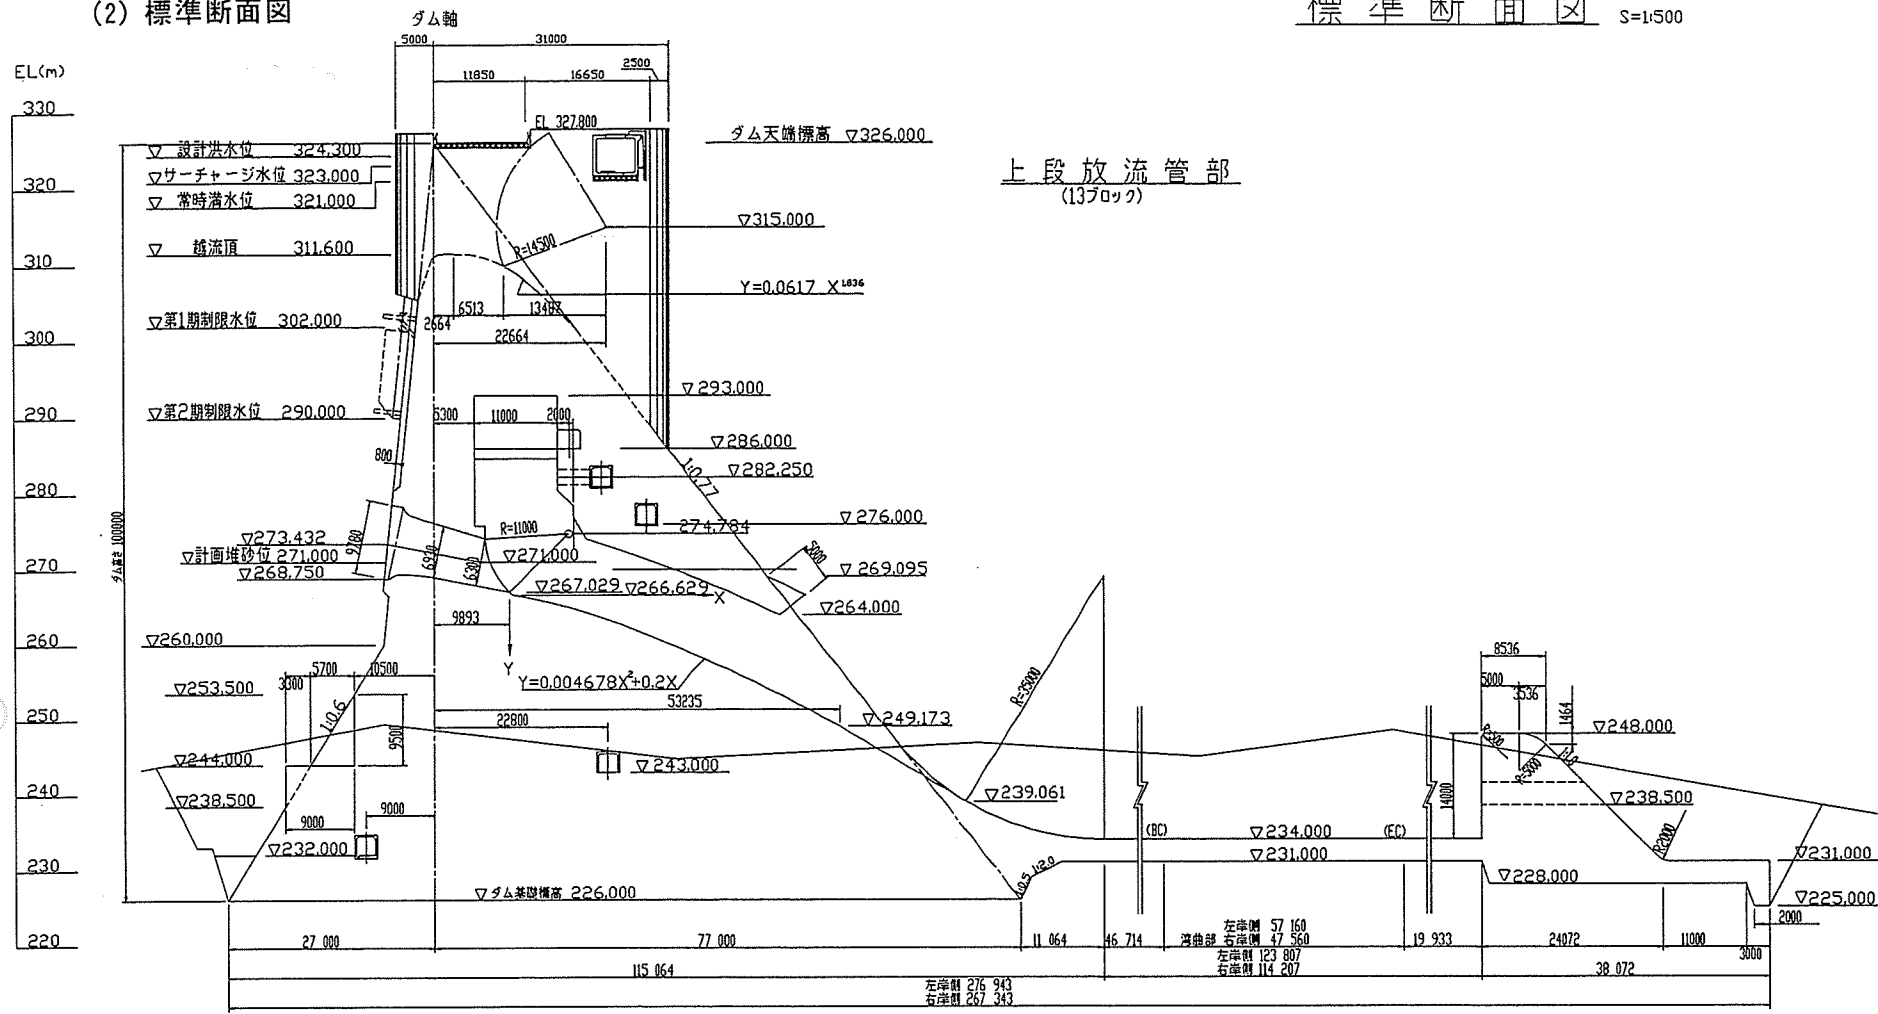 (2) 標準断面図
標準断面図 S=1:500
ダム軸
5000 31000
2500
11850 16650
EL(m)
330
320
310
300
290
280
270
260
250
240
230
220
EL 327.800
ダム天端標高 ▽326.000
▽ 設計洪水位 324.300
▽サーチャージ水位 323.000
▽ 常時満水位 321.000
上段放流管部
(13ブロック)
▽315.000
▽ 越流頂 311.600
R=14500
Y=0.0617 X^1.836
6513 13487
2664
22664
▽第1期制限水位 302.000
▽293.000
▽第2期制限水位 290.000
5300 11000 2000
▽286.000
1:0.77
800
▽282.250
▽276.000
274.784
R=11000
ダム高さ 100000
9780
6930
6300
▽273.432
▽計画堆砂位 271.000
▽268.750
▽271.000
5000
▽269.095
▽267.029 ▽266.629
X
▽264.000
9893
▽260.000
Y
5700 10500
3300
▽253.500
1:0.6
Y=0.004678X²+0.2X
53235
R=35000
22800
▽249.173
9500
▽244.000
▽243.000
▽238.500
9000
9000
▽239.061
▽232.000
(BC) ▽234.000 (EC)
▽231.000
8536
5000
3536
1464
▽248.000
R=500
R=5000
1:1.0
14000
▽238.500
R2000
▽231.000
▽228.000
▽225.000
2000
1:0.5 1:2.0
▽ダム基礎標高 226.000
27 000 77 000 11 064 46 714
左岸側 57 160
湾曲部 右岸側 47 560
19 933 24072 11000
3000
左岸側 123 807
右岸側 114 207
115 064 38 072
左岸側 276 943
右岸側 267 343